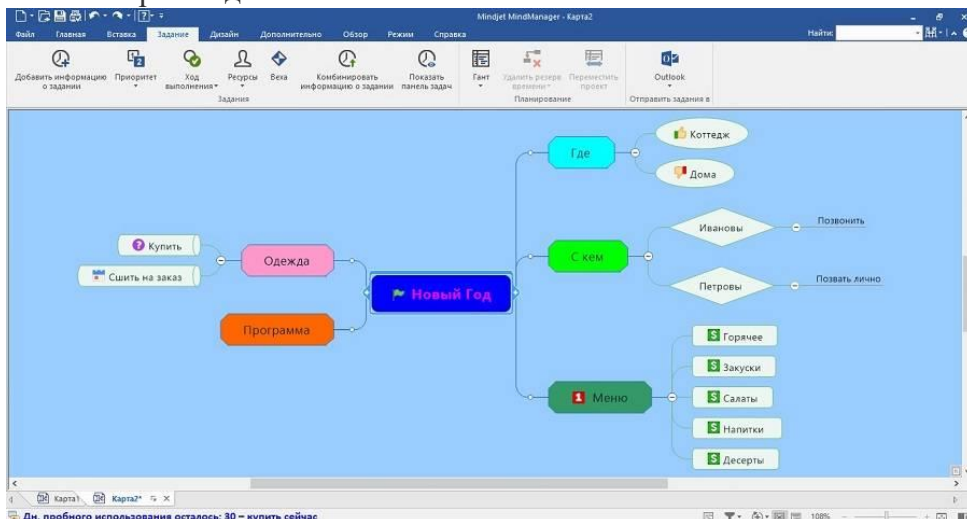 Mindjet MindManager - Карта2
Файл Главная Вставка Задание Дизайн Дополнительно Обзор Режим Справка
Найти:
Добавить информацию о задании
Приоритет
Ход выполнения
Ресурсы
Веха
Комбинировать информацию о задании
Показать панель задач
Гант
Удалить резерв времени
Переместить проект
Outlook
Задания
Планирование
Отправить задания в
Где
Коттедж
Дома
С кем
Ивановы
Позвонить
Петровы
Позвать лично
Одежда
Купить
Сшить на заказ
Новый Год
Программа
1 Меню
$ Горячее
$ Закуски
$ Салаты
$ Напитки
$ Десерты
Карта1
Карта2*
Дн. пробного использования осталось: 30 – купить сейчас
108%